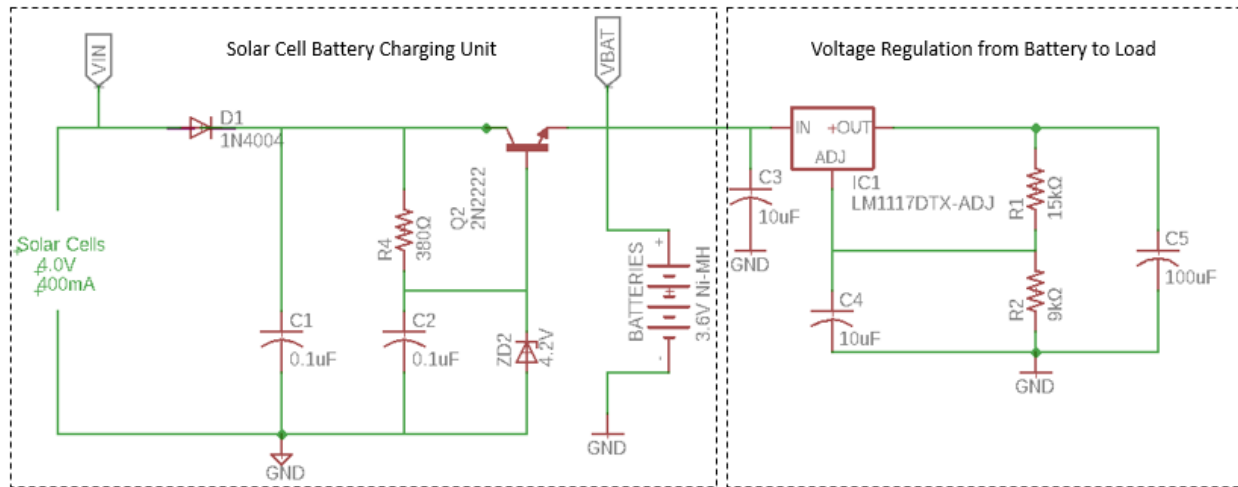 Solar Cell Battery Charging Unit
Voltage Regulation from Battery to Load
VIN
VBAT
D1
1N4004
Q2
2N2222
R4
380Ω
Solar Cells
4.0V
400mA
C1
0.1uF
C2
0.1uF
ZD2
4.2V
GND
BATTERIES
+
-
3.6V Ni-MH
GND
C3
10uF
GND
IN
+OUT
ADJ
IC1
LM1117DTX-ADJ
R1
15kΩ
R2
9kΩ
C4
10uF
C5
100uF
GND